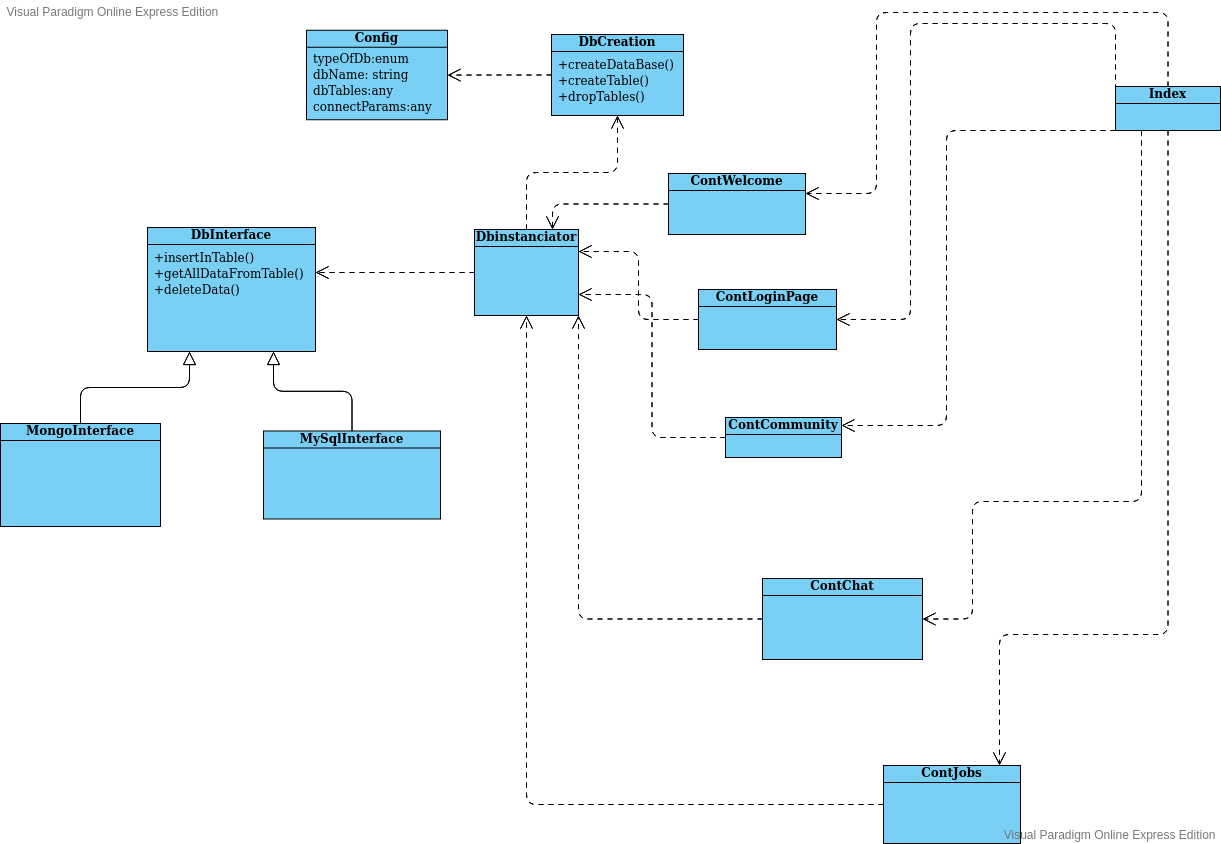 Visual Paradigm Online Express Edition
Config
typeOfDb:enum
dbName: string
dbTables:any
connectParams:any
DbCreation
+createDataBase()
+createTable()
+dropTables()
Index
ContWelcome
DbInterface
+insertInTable()
+getAllDataFromTable()
+deleteData()
Dbinstanciator
ContLoginPage
ContCommunity
MongoInterface
MySqlInterface
ContChat
ContJobs
Visual Paradigm Online Express Edition